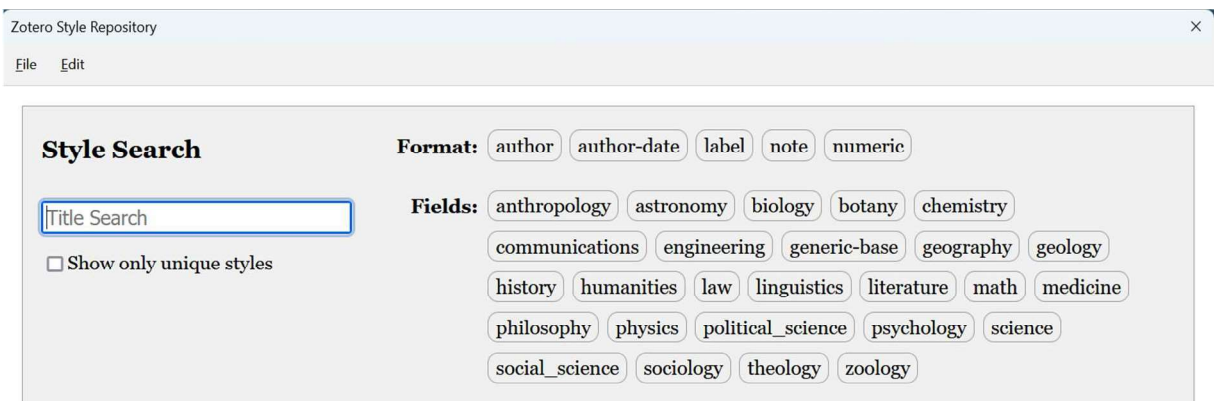 Zotero Style Repository
File Edit
Style Search
Title Search
Show only unique styles
Format: author author-date label note numeric
Fields: anthropology astronomy biology botany chemistry
communications engineering generic-base geography geology
history humanities law linguistics literature math medicine
philosophy physics political_science psychology science
social_science sociology theology zoology